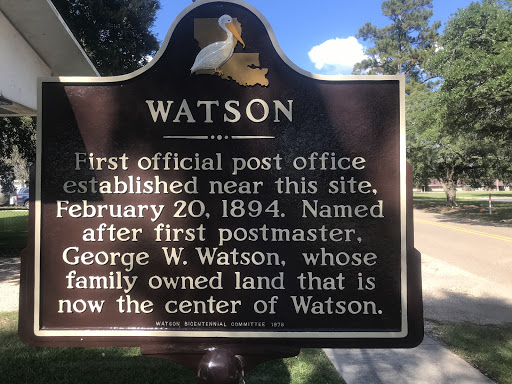 WATSON
First official post office
established near this site,
February 20, 1894. Named
after first postmaster,
George W. Watson, whose
family owned land that is
now the center of Watson.
WATSON BICENTENNIAL COMMITTEE 1978